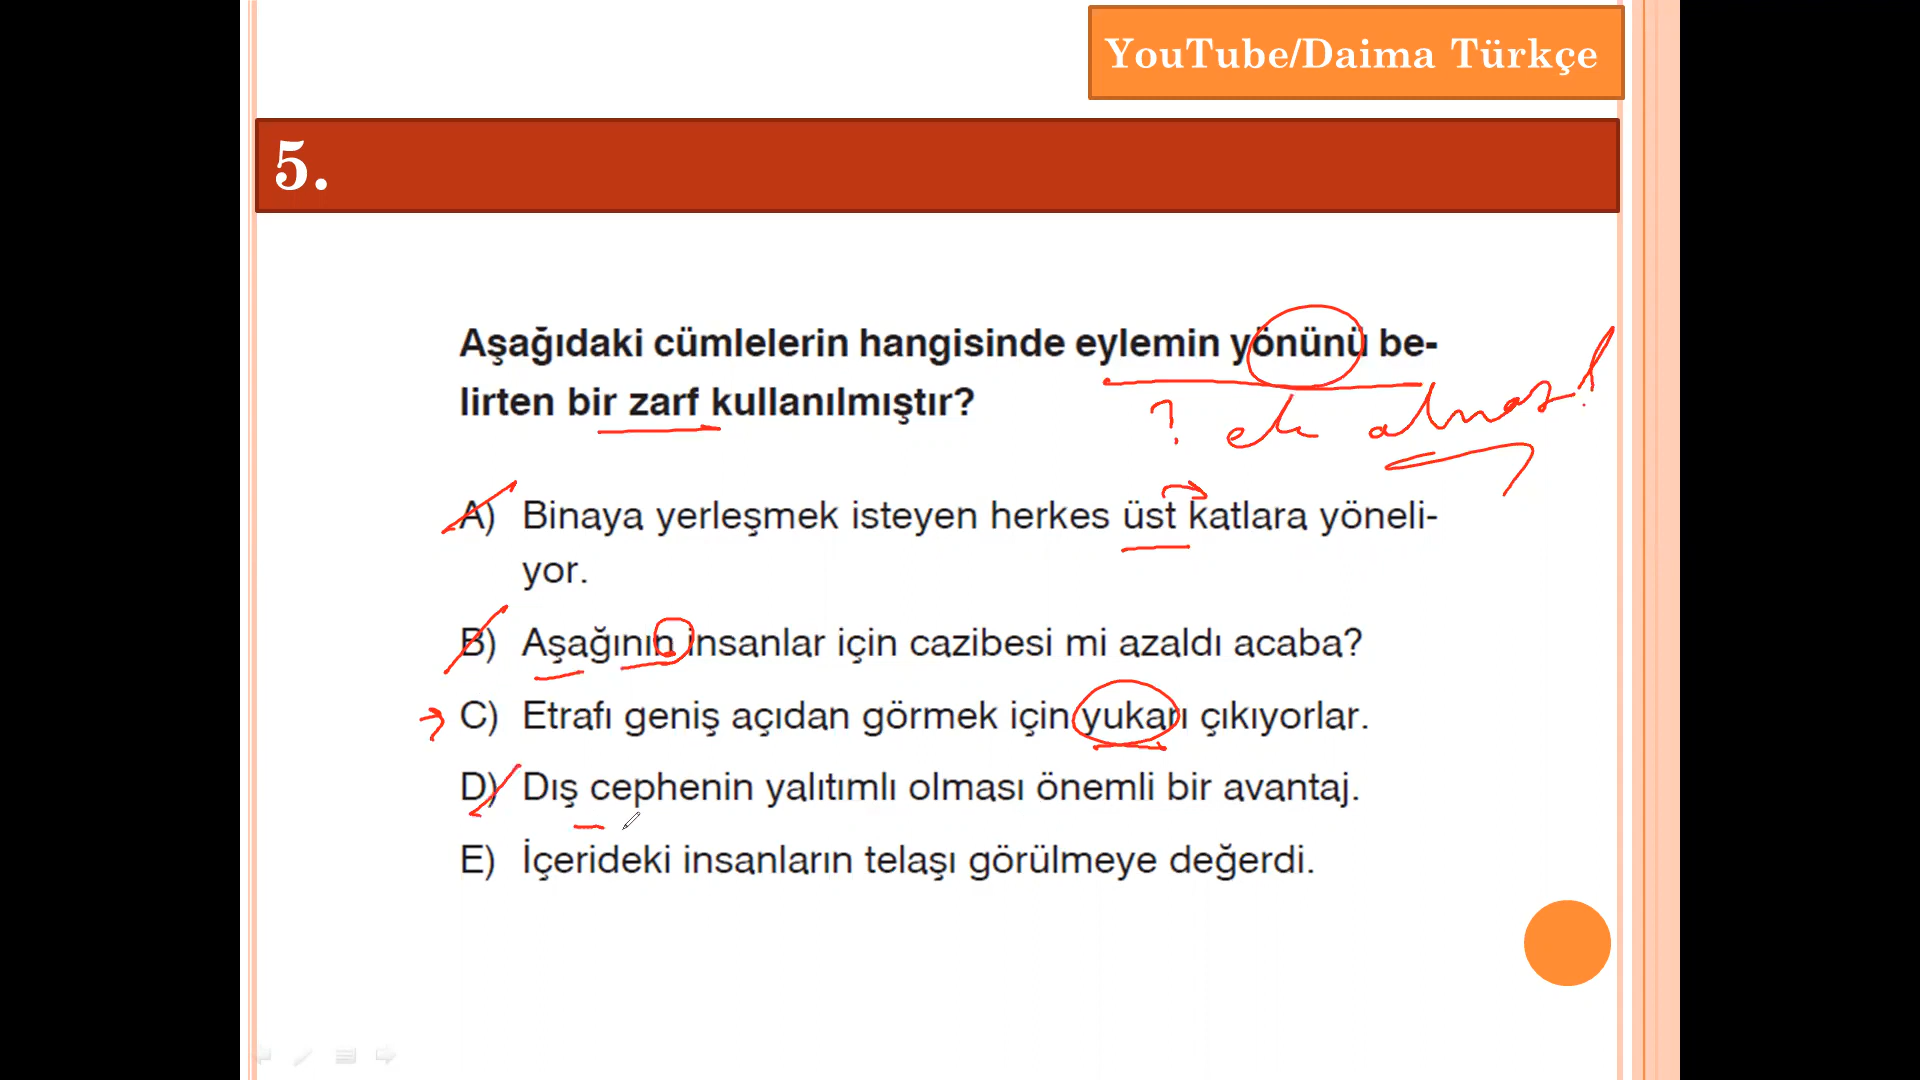 YouTube/Daima Türkçe
5.
Aşağıdaki cümlelerin hangisinde eylemin yönünü be-
lirten bir zarf kullanılmıştır?
? ek almaz!
A) Binaya yerleşmek isteyen herkes üst katlara yöneli-
yor.
B) Aşağının insanlar için cazibesi mi azaldı acaba?
C) Etrafı geniş açıdan görmek için yukarı çıkıyorlar.
D) Dış cephenin yalıtımlı olması önemli bir avantaj.
E) İçerideki insanların telaşı görülmeye değerdi.